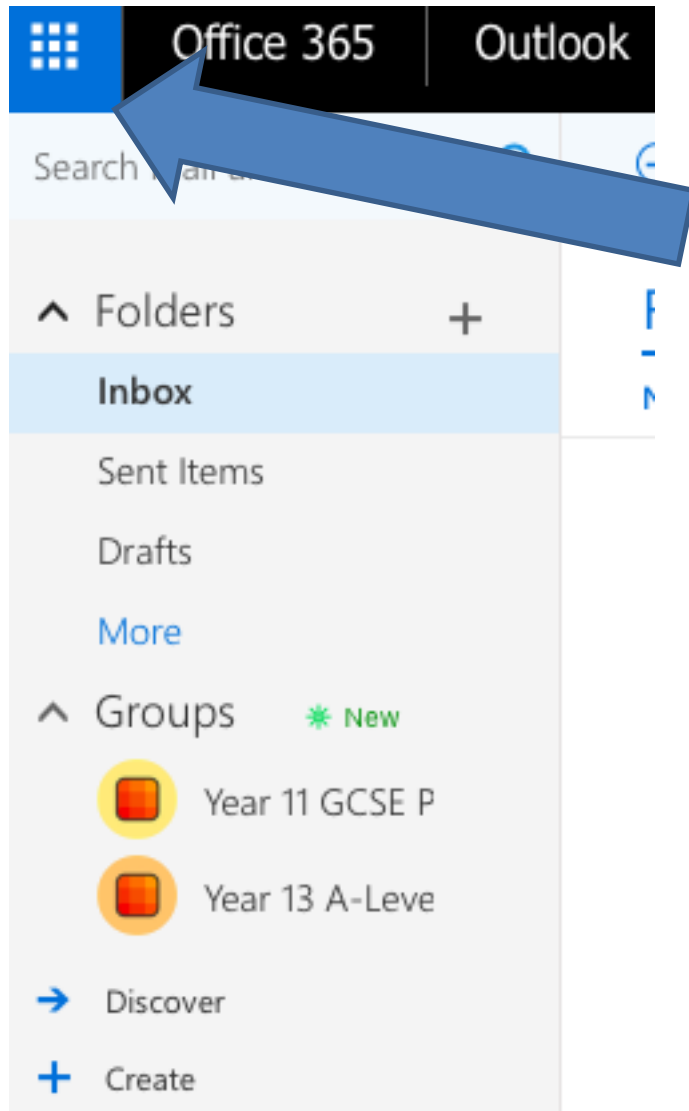 Office 365 Outlook
Search
Folders
Inbox
Sent Items
Drafts
More
Groups New
Year 11 GCSE P
Year 13 A-Leve
Discover
Create